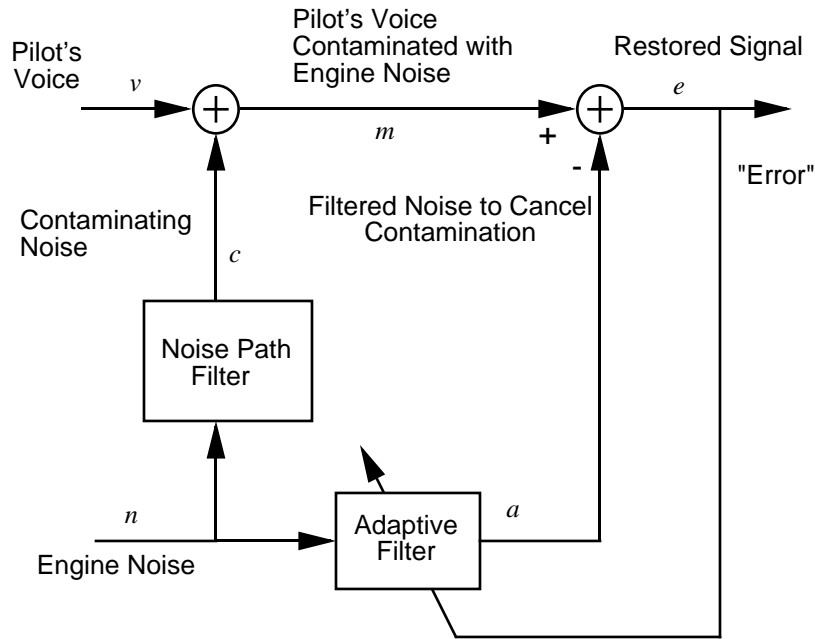 Pilot's
Voice
v
Pilot's Voice
Contaminated with
Engine Noise
Restored Signal
e
+
+
m
+
-
"Error"
Contaminating
Noise
c
Filtered Noise to Cancel
Contamination
Noise Path
Filter
n
Engine Noise
Adaptive
Filter
a